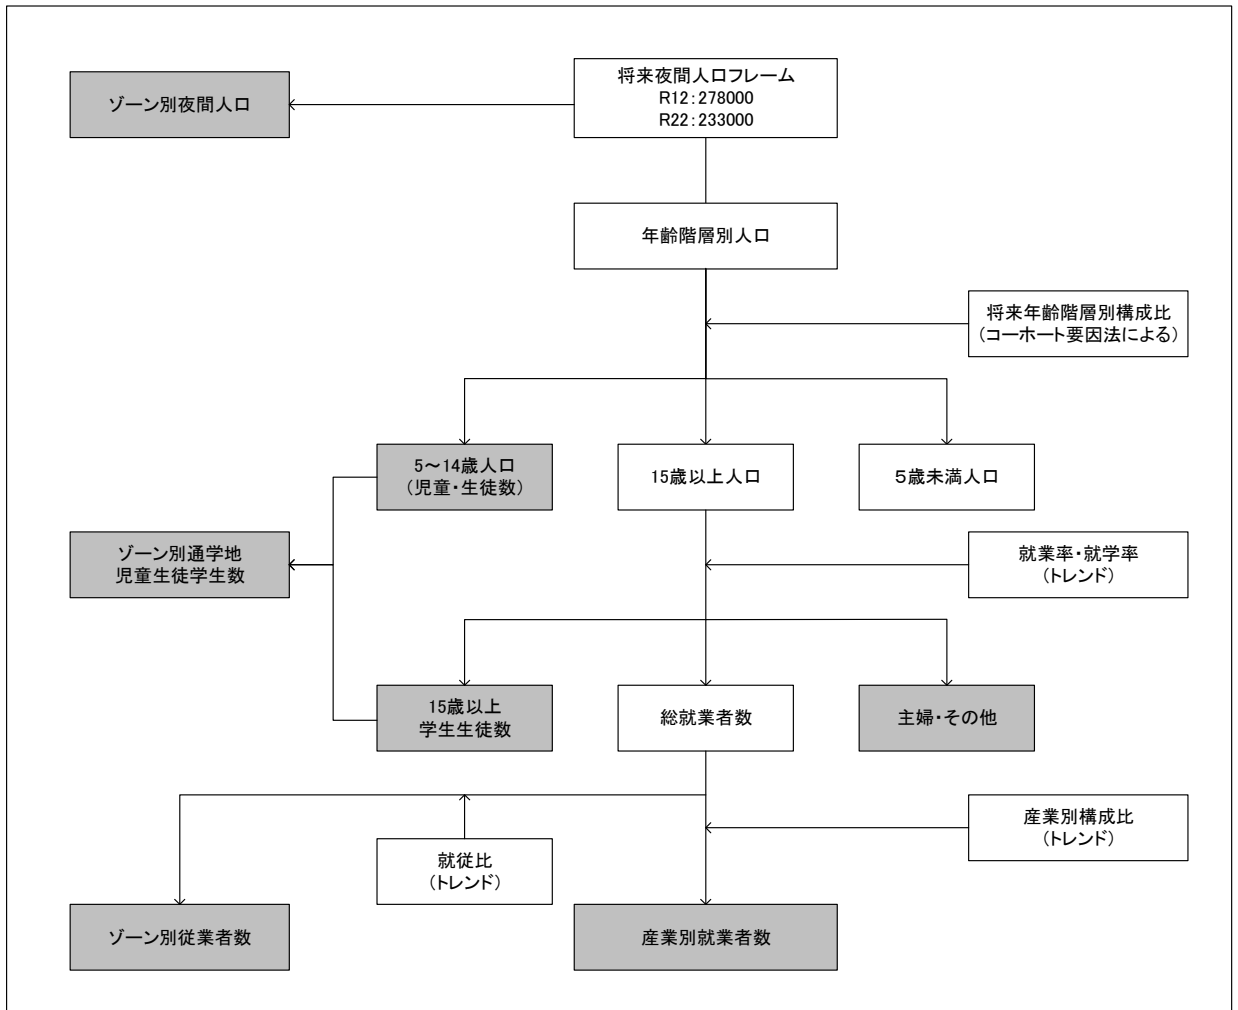 将来夜間人口フレーム
R12：278000
R22：233000
ゾーン別夜間人口
年齢階層別人口
将来年齢階層別構成比
（コーホート要因法による）
5～14歳人口
（児童・生徒数）
15歳以上人口
５歳未満人口
ゾーン別通学地
児童生徒学生数
就業率・就学率
（トレンド）
15歳以上
学生生徒数
総就業者数
主婦・その他
就従比
（トレンド）
産業別構成比
（トレンド）
ゾーン別従業者数
産業別就業者数